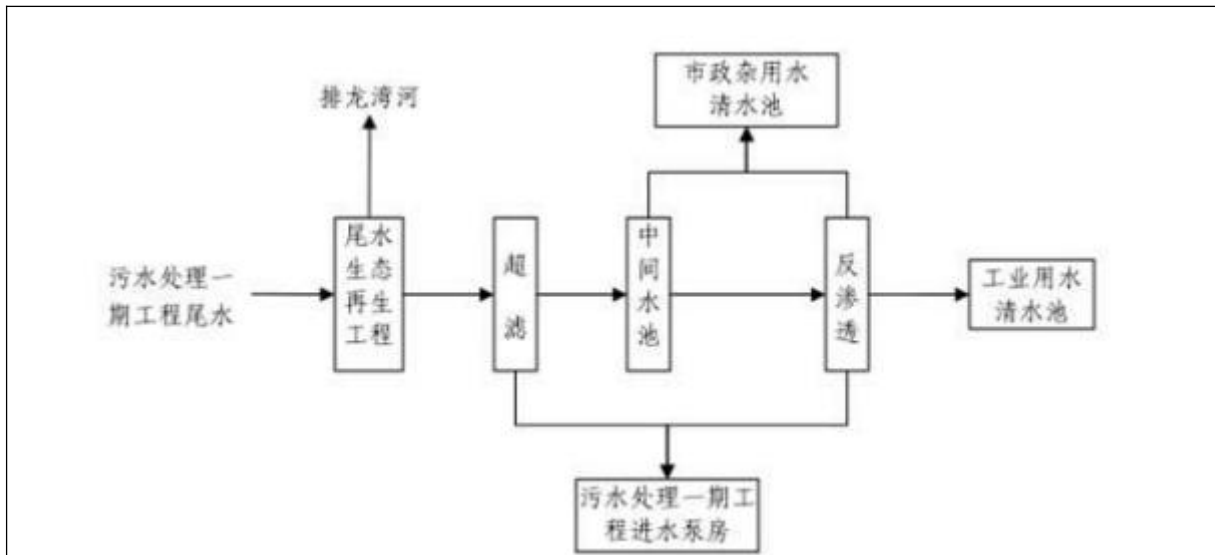 市政杂用水
清水池
排龙湾河
尾水
生态
再生
工程
超
滤
中
间
水
池
反
渗
透
污水处理一
期工程尾水
工业用水
清水池
污水处理一期工
程进水泵房